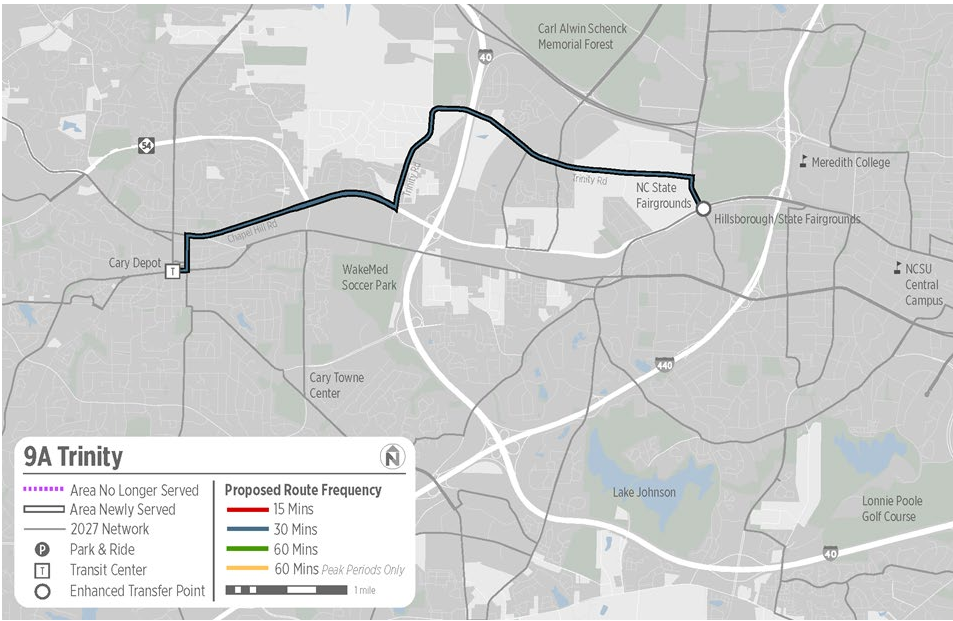 Carl Alwin Schenck
Memorial Forest
40
54
Meredith College
Trinity Rd
Trinity Rd
NC State
Fairgrounds
Hillsborough/State Fairgrounds
Chapel Hill Rd
Cary Depot
T
WakeMed
Soccer Park
NCSU
Central
Campus
440
Cary Towne
Center
Lake Johnson
Lonnie Poole
Golf Course
40
9A Trinity
N
Area No Longer Served
Area Newly Served
2027 Network
P Park & Ride
T Transit Center
Enhanced Transfer Point
Proposed Route Frequency
15 Mins
30 Mins
60 Mins
60 Mins Peak Periods Only
1 mile